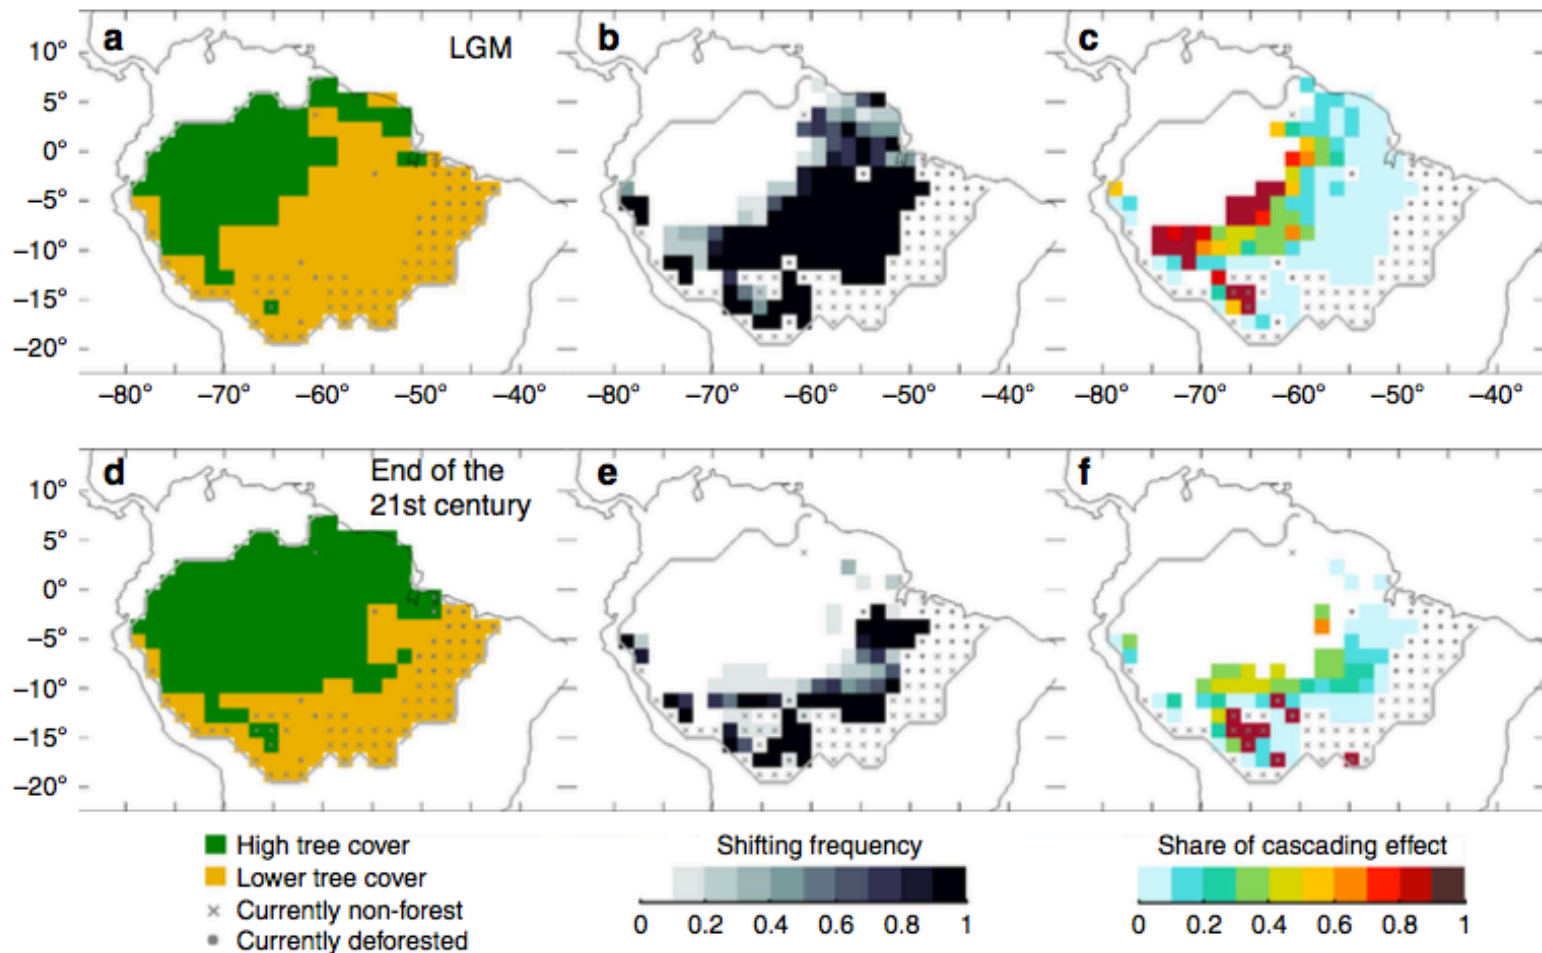 a LGM b c
10°
5°
0°
−5°
−10°
−15°
−20°
−80° −70° −60° −50° −40° −70° −60° −50° −80° −70° −60° −50° −40°
d End of the e f
21st century
10°
5°
0°
−5°
−10°
−15°
−20°
High tree cover Shifting frequency Share of cascading effect
Lower tree cover
Currently non-forest 0 0.2 0.4 0.6 0.8 1 0 0.2 0.4 0.6 0.8 1
Currently deforested